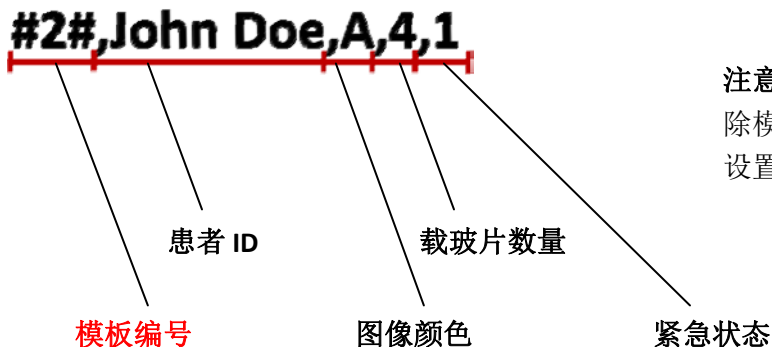 #2#,John Doe,A,4,1
注意
除模
设置
患者 ID
载玻片数量
模板编号
图像颜色
紧急状态